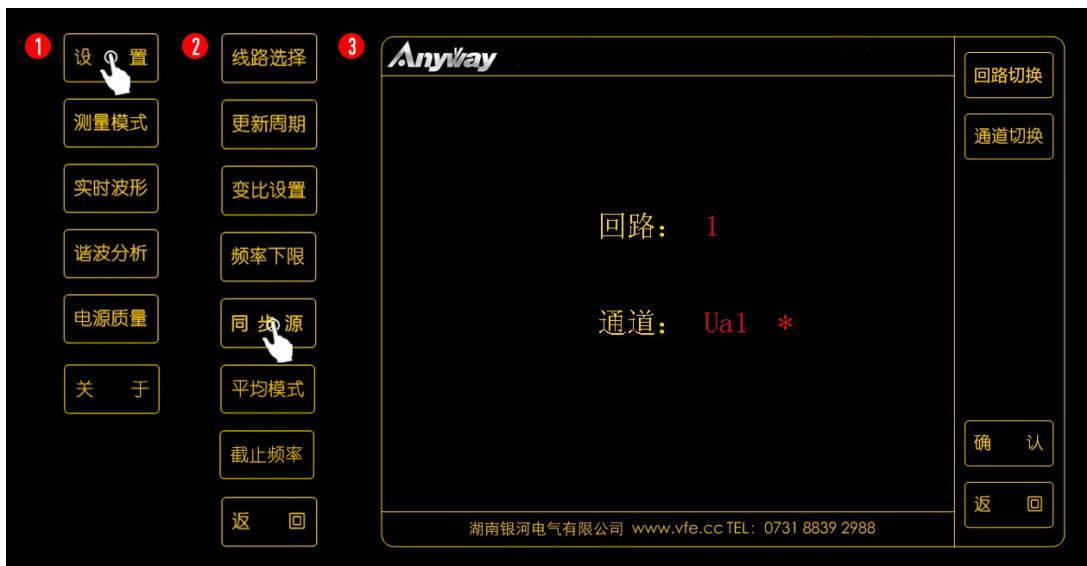 1
设 置
测量模式
实时波形
谐波分析
电源质量
关 于
2
线路选择
更新周期
变比设置
频率下限
同步源
平均模式
截止频率
返 回
3
Anyway
回路： 1
通道： Ua1 *
湖南银河电气有限公司 www.vfe.cc TEL: 0731 8839 2988
回路切换
通道切换
确 认
返 回